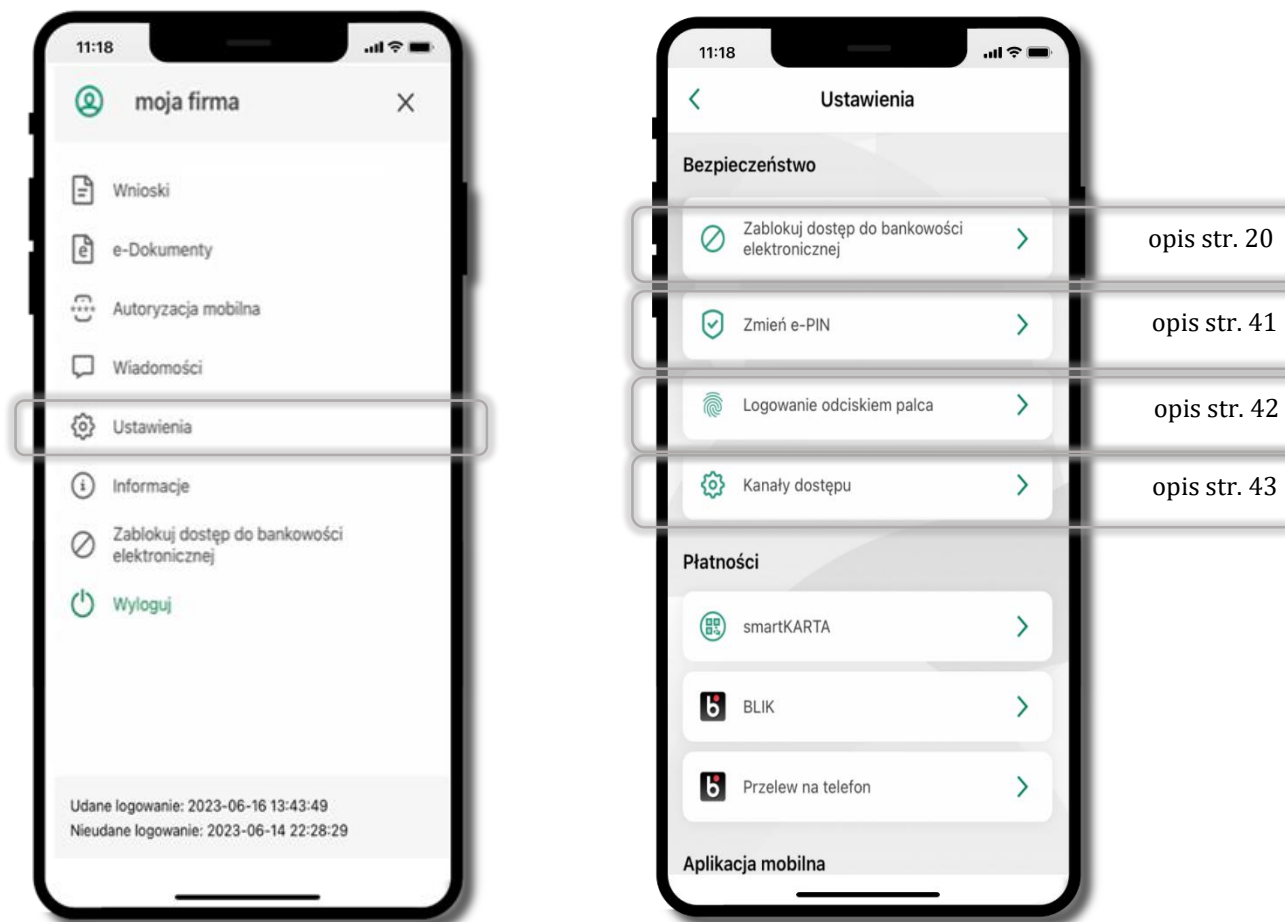 11:18
moja firma
Wnioski
e-Dokumenty
Autoryzacja mobilna
Wiadomości
Ustawienia
Informacje
Zablokuj dostęp do bankowości
elektronicznej
Wyloguj
Udane logowanie: 2023-06-16 13:43:49
Nieudane logowanie: 2023-06-14 22:28:29
11:18
Ustawienia
Bezpieczeństwo
Zablokuj dostęp do bankowości
elektronicznej
opis str. 20
Zmień e-PIN
opis str. 41
Logowanie odciskiem palca
opis str. 42
Kanały dostępu
opis str. 43
Płatności
smartKARTA
BLIK
Przelew na telefon
Aplikacja mobilna